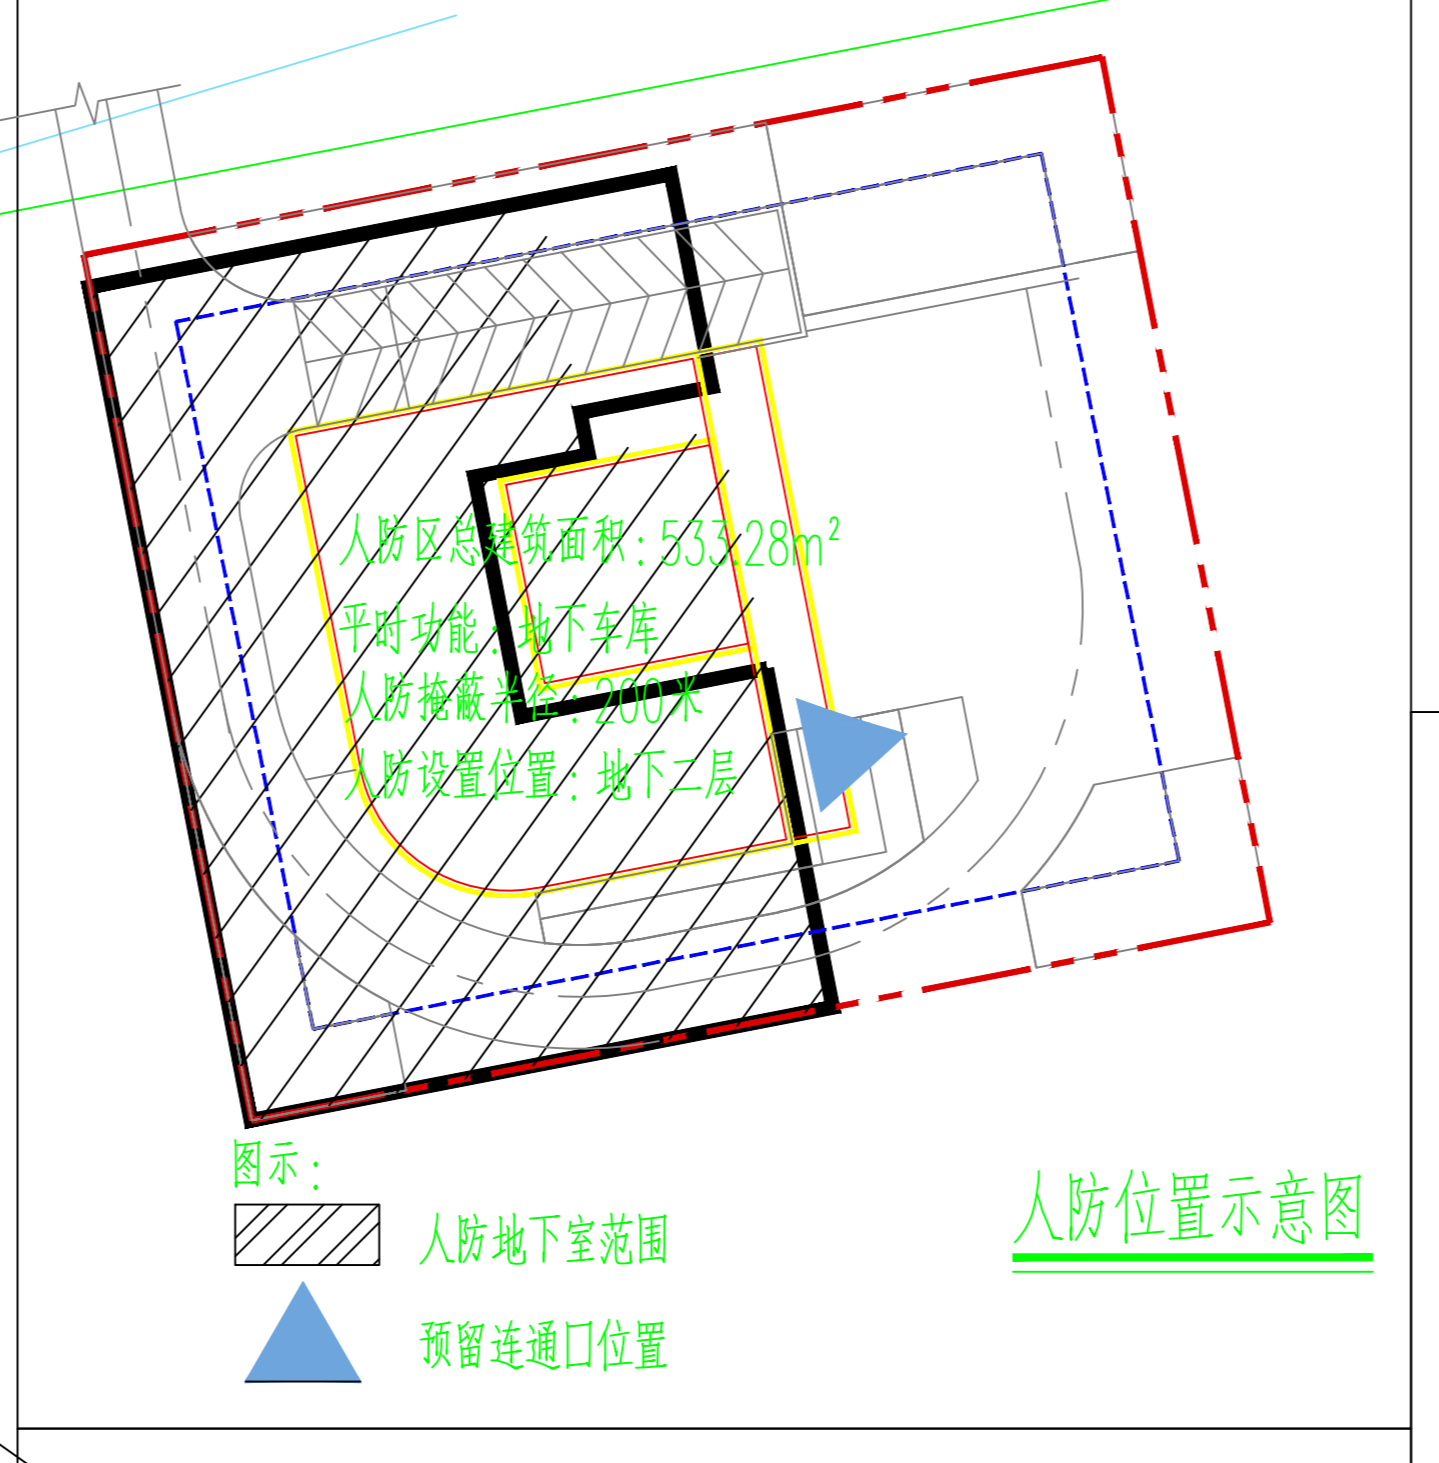 人防区总建筑面积：533.28m²
平时功能：地下车库
人防掩蔽半径：200米
人防设置位置：地下二层
图示：
人防地下室范围
预留连通口位置
人防位置示意图